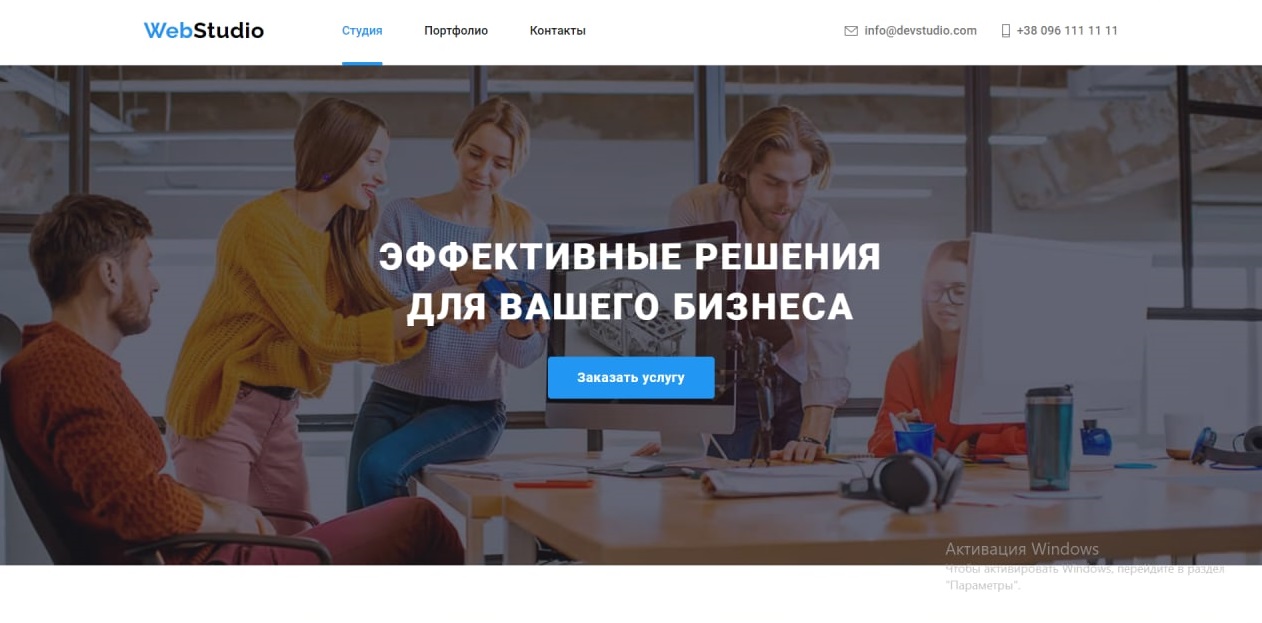 WebStudio
Студия
Портфолио
Контакты
info@devstudio.com
+38 096 111 11 11
ЭФФЕКТИВНЫЕ РЕШЕНИЯ
ДЛЯ ВАШЕГО БИЗНЕСА
Заказать услугу
Активация Windows
Чтобы активировать Windows, перейдите в раздел
"Параметры".